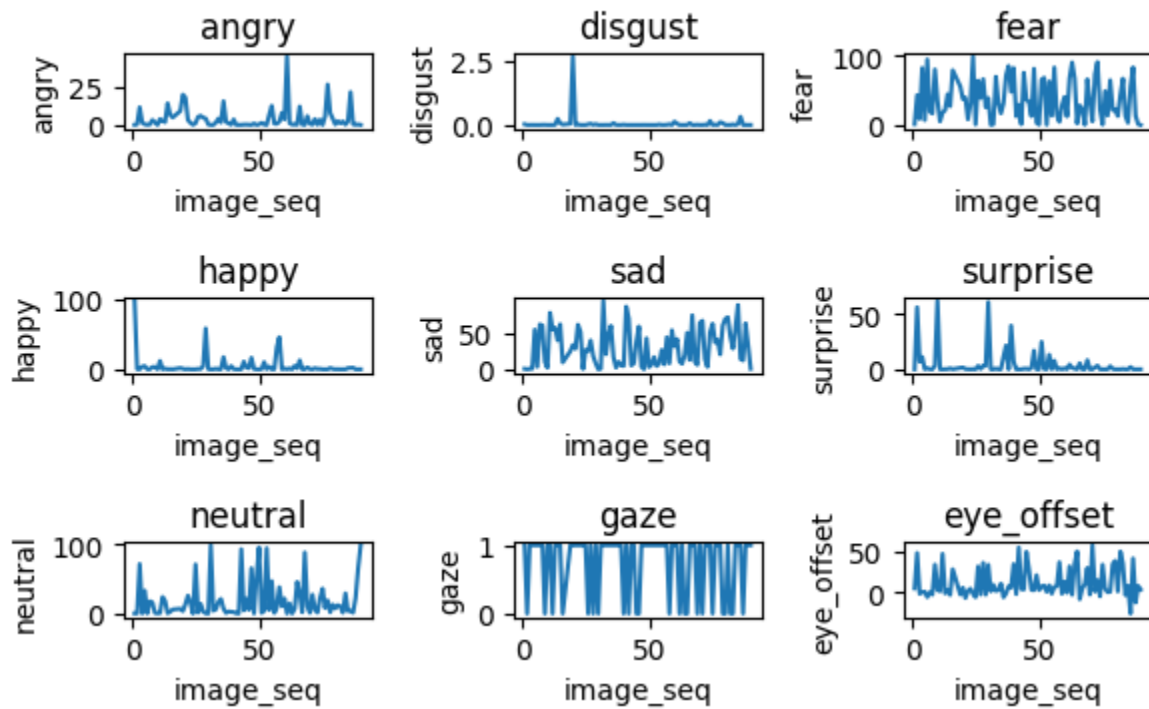 angry disgust fear
angry 25 0 0 50 image_seq
disgust 2.5 0.0 0 50 image_seq
fear 100 0 0 50 image_seq
happy sad surprise
happy 100 0 0 50 image_seq
sad 50 0 0 50 image_seq
surprise 50 0 0 50 image_seq
neutral gaze eye_offset
neutral 100 0 0 50 image_seq
gaze 1 0 0 50 image_seq
eye_offset 50 0 0 50 image_seq